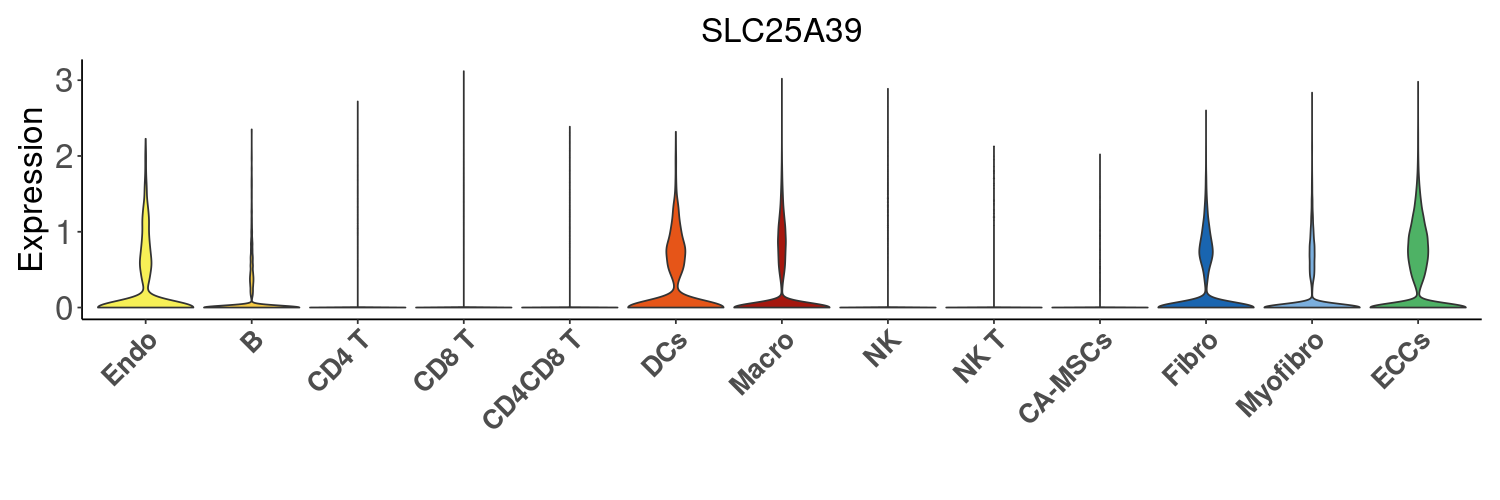 SLC25A39
Expression
3
2
1
0
Endo
B
CD4 T
CD8 T
CD4CD8 T
DCs
Macro
NK
NK T
CA-MSCs
Fibro
Myofibro
ECCs